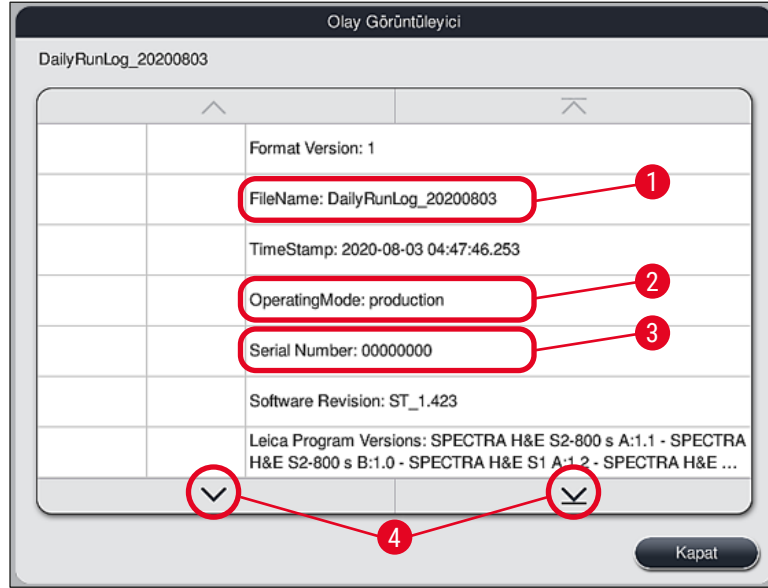 Olay Görüntüleyici
DailyRunLog_20200803
Format Version: 1
FileName: DailyRunLog_20200803
1
TimeStamp: 2020-08-03 04:47:46.253
OperatingMode: production
2
Serial Number: 00000000
3
Software Revision: ST_1.423
Leica Program Versions: SPECTRA H&E S2-800 s A:1.1 - SPECTRA
H&E S2-800 s B:1.0 - SPECTRA H&E S1 A:1.2 - SPECTRA H&E ...
4
Kapat